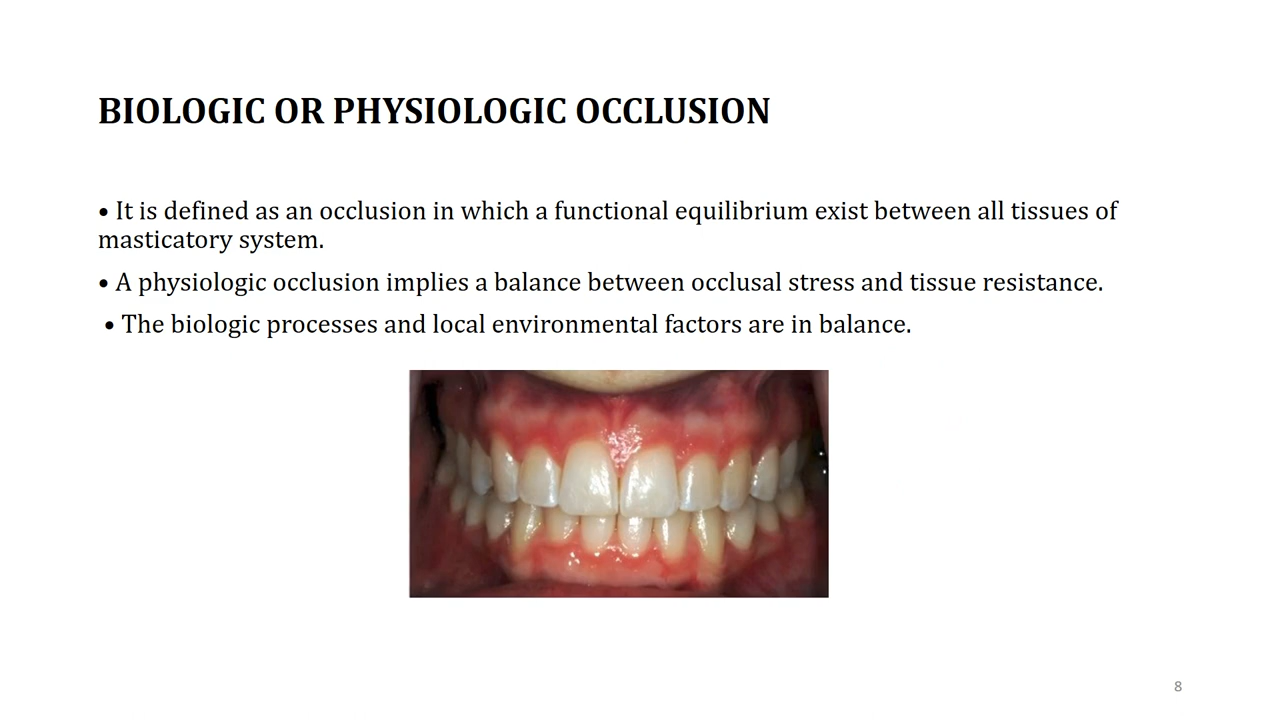 BIOLOGIC OR PHYSIOLOGIC OCCLUSION
• It is defined as an occlusion in which a functional equilibrium exist between all tissues of
masticatory system.
• A physiologic occlusion implies a balance between occlusal stress and tissue resistance.
• The biologic processes and local environmental factors are in balance.
8